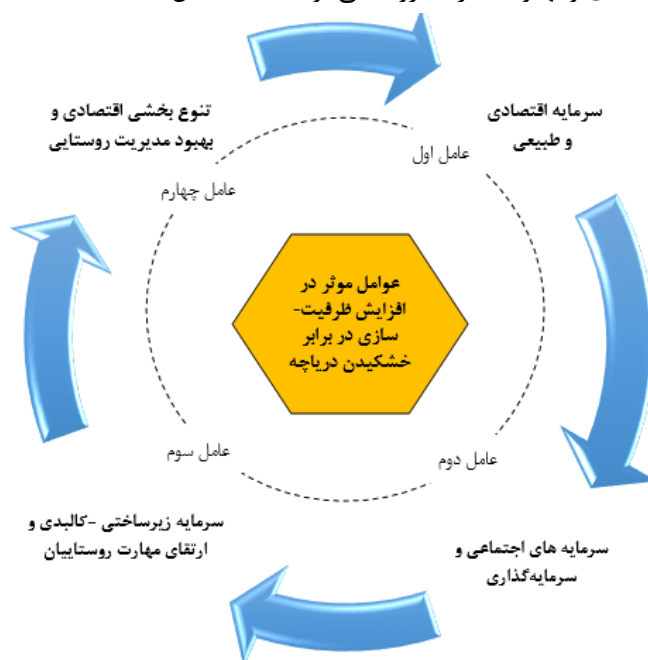 سرمایه اقتصادی
و طبیعی
عامل اول
تنوع بخشی اقتصادی و
بهبود مدیریت روستایی
عامل چهارم
عوامل موثر در
افزایش ظرفیت-
سازی در برابر
خشکیدن دریاچه
عامل دوم
عامل سوم
سرمایه های اجتماعی و
سرمایه‌گذاری
سرمایه زیرساختی -کالبدی و
ارتقای مهارت روستاییان